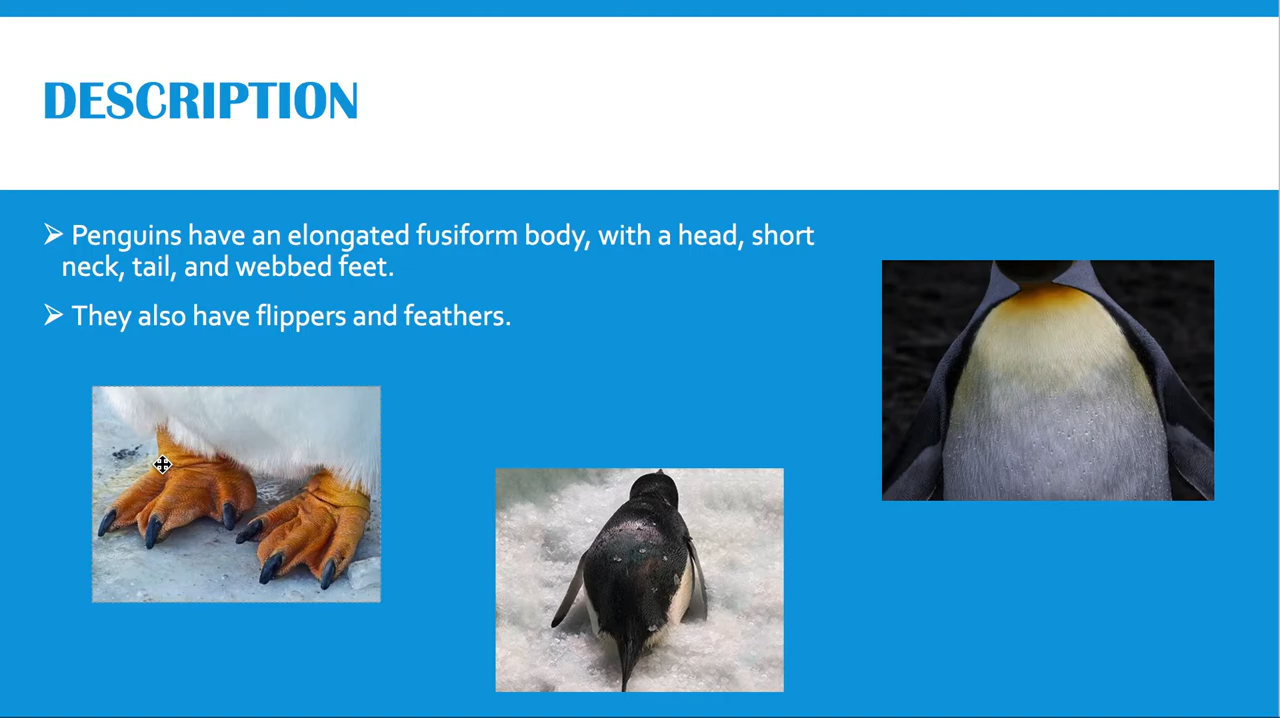 DESCRIPTION
➢ Penguins have an elongated fusiform body, with a head, short
neck, tail, and webbed feet.
➢ They also have flippers and feathers.